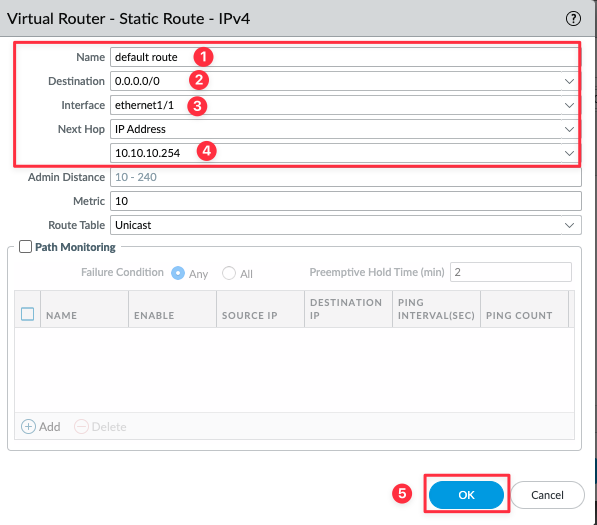 Virtual Router - Static Route - IPv4 ?
Name default route 1
Destination 0.0.0.0/0 2
Interface ethernet1/1 3
Next Hop IP Address
10.10.10.254 4
Admin Distance 10 - 240
Metric 10
Route Table Unicast
Path Monitoring
Failure Condition Any All Preemptive Hold Time (min) 2
NAME ENABLE SOURCE IP DESTINATION IP PING INTERVAL(SEC) PING COUNT
Add Delete
5 OK Cancel